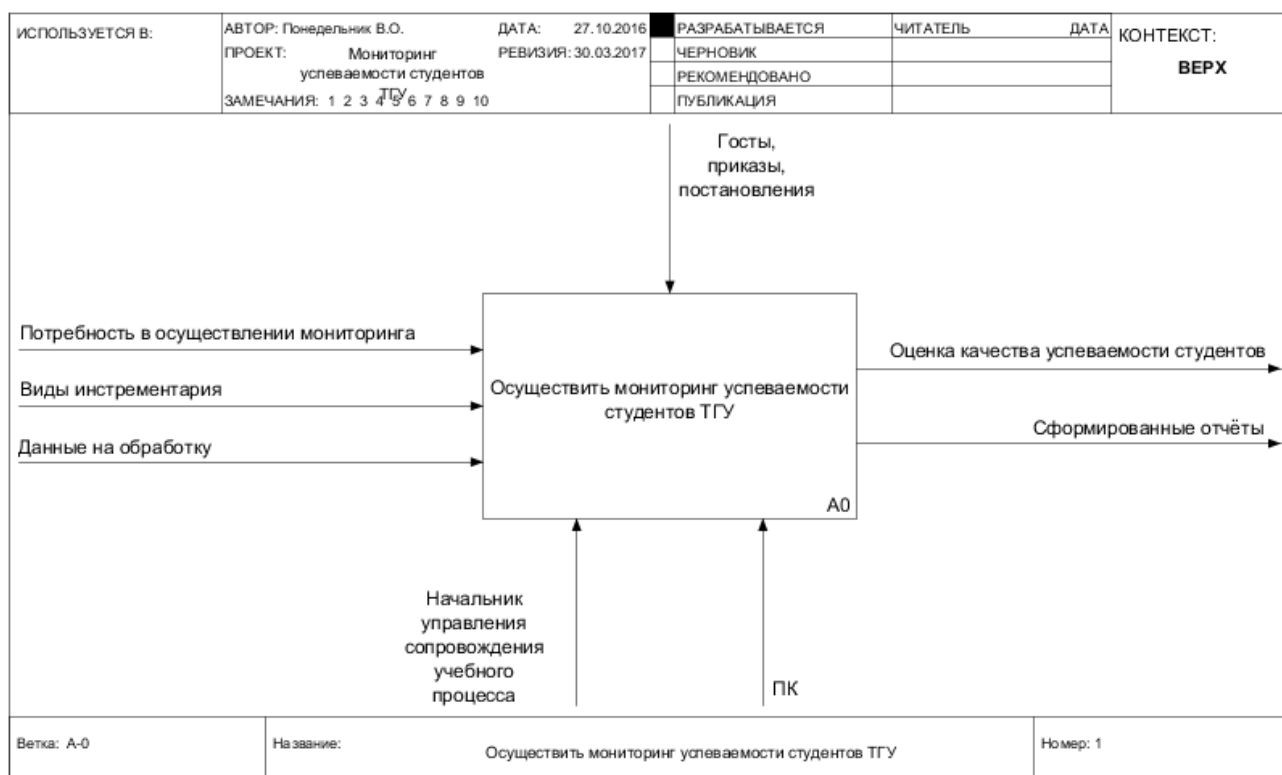 ИСПОЛЬЗУЕТСЯ В:
АВТОР: Понедельник В.О.
ДАТА: 27.10.2016
ПРОЕКТ: Мониторинг
успеваемости студентов
ТГУ
РЕВИЗИЯ: 30.03.2017
ЗАМЕЧАНИЯ: 1 2 3 4 5 6 7 8 9 10
РАЗРАБАТЫВАЕТСЯ
ЧЕРНОВИК
РЕКОМЕНДОВАНО
ПУБЛИКАЦИЯ
ЧИТАТЕЛЬ
ДАТА
КОНТЕКСТ:
ВЕРХ
Госты,
приказы,
постановления
Потребность в осуществлении мониторинга
Виды инстрементария
Данные на обработку
Осуществить мониторинг успеваемости
студентов ТГУ
A0
Оценка качества успеваемости студентов
Сформированные отчёты
Начальник
управления
сопровождения
учебного
процесса
ПК
Ветка: A-0
Название:
Осуществить мониторинг успеваемости студентов ТГУ
Номер: 1